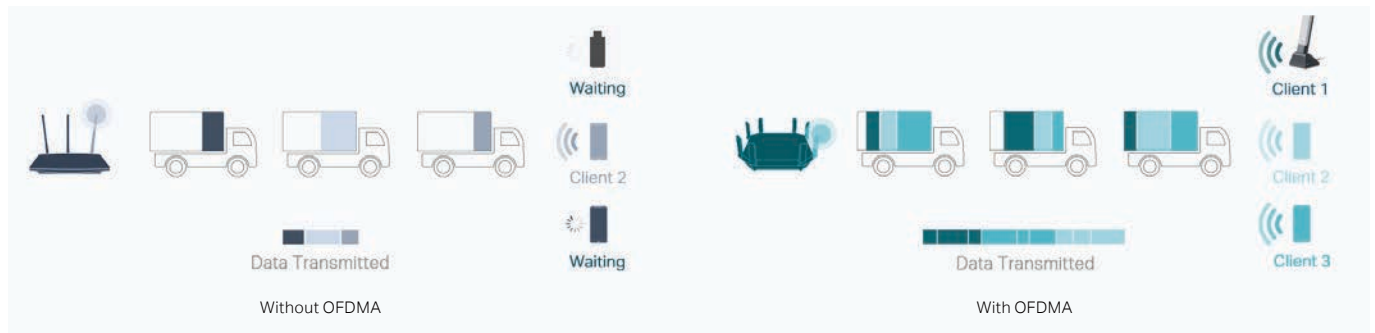 Waiting
Client 2
Waiting
Data Transmitted
Without OFDMA
Client 1
Client 2
Client 3
Data Transmitted
With OFDMA